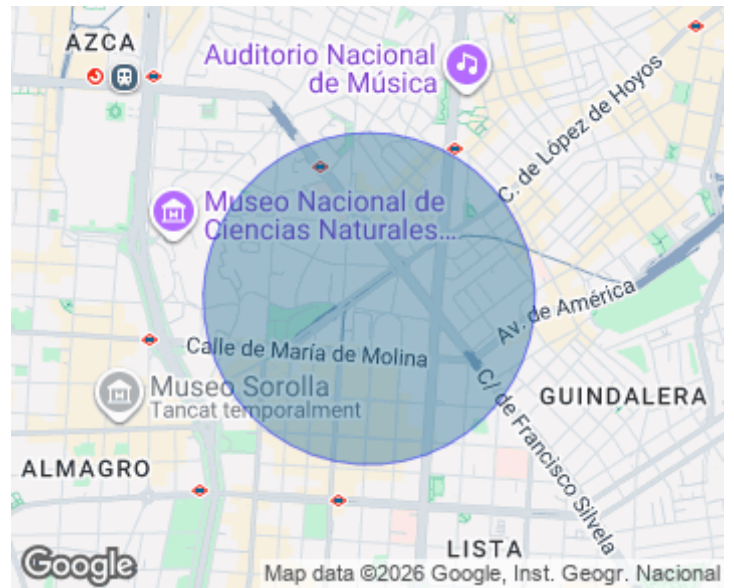 AZCA
Auditorio Nacional
de Música
C. de López de Hoyos
Museo Nacional de
Ciencias Naturales...
Av. de América
Calle de María de Molina
Museo Sorolla
Tancat temporalment
GUINDALERA
C/ de Francisco Silvela
ALMAGRO
LISTA
Google
Map data ©2026 Google, Inst. Geogr. Nacional